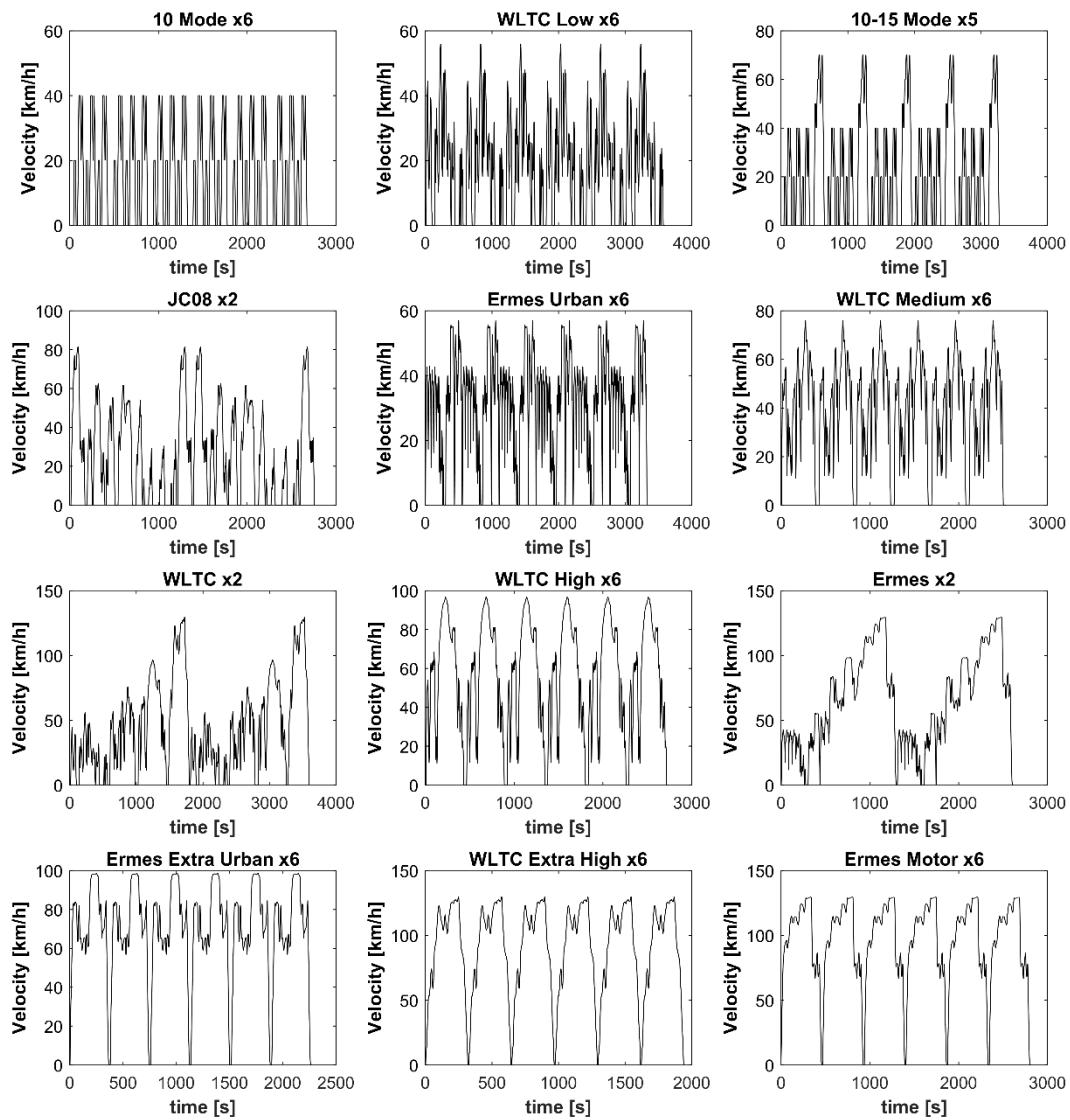 10 Mode x6
60
40
20
0
Velocity [km/h]
0 1000 2000 3000
time [s]
WLTC Low x6
60
40
20
0
Velocity [km/h]
0 1000 2000 3000 4000
time [s]
10-15 Mode x5
80
60
40
20
0
Velocity [km/h]
0 1000 2000 3000 4000
time [s]
JC08 x2
100
80
60
40
20
0
Velocity [km/h]
0 1000 2000 3000
time [s]
Ermes Urban x6
60
40
20
0
Velocity [km/h]
0 1000 2000 3000 4000
time [s]
WLTC Medium x6
80
60
40
20
0
Velocity [km/h]
0 1000 2000 3000
time [s]
WLTC x2
150
100
50
0
Velocity [km/h]
0 1000 2000 3000 4000
time [s]
WLTC High x6
100
80
60
40
20
0
Velocity [km/h]
0 1000 2000 3000
time [s]
Ermes x2
150
100
50
0
Velocity [km/h]
0 1000 2000 3000
time [s]
Ermes Extra Urban x6
100
80
60
40
20
0
Velocity [km/h]
0 500 1000 1500 2000 2500
time [s]
WLTC Extra High x6
150
100
50
0
Velocity [km/h]
0 500 1000 1500 2000
time [s]
Ermes Motor x6
150
100
50
0
Velocity [km/h]
0 1000 2000 3000
time [s]